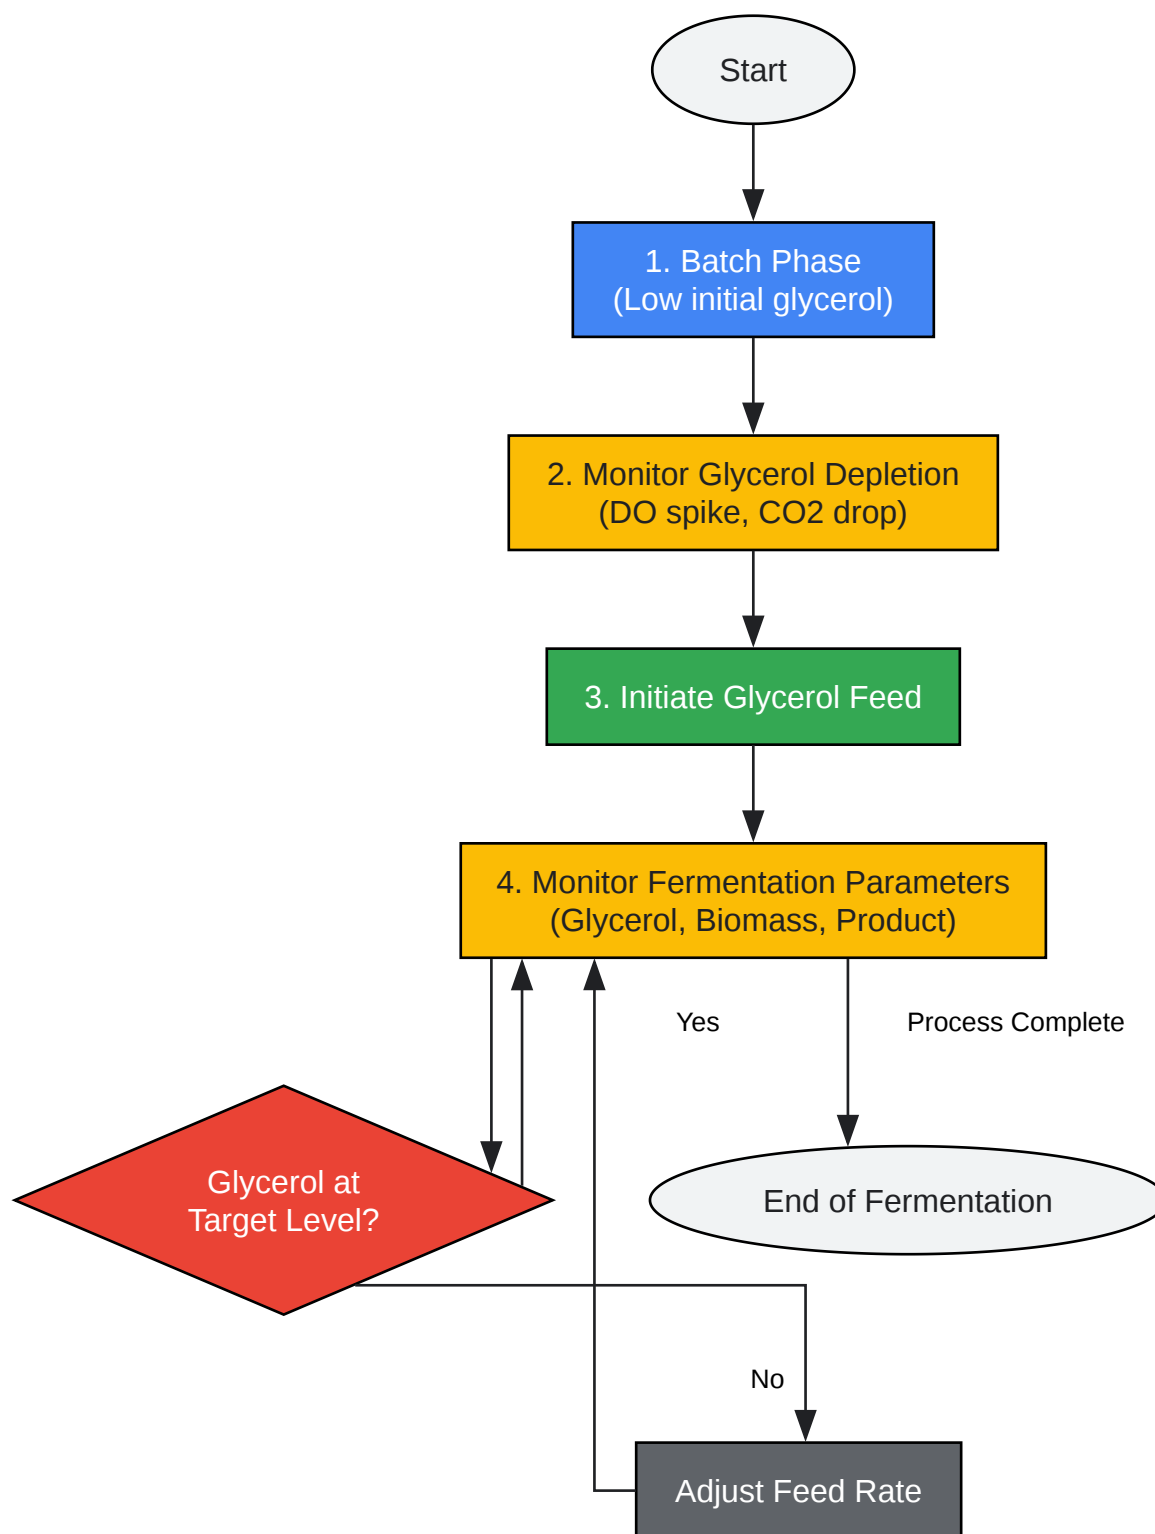 Start
1. Batch Phase
(Low initial glycerol)
2. Monitor Glycerol Depletion
(DO spike, CO2 drop)
3. Initiate Glycerol Feed
4. Monitor Fermentation Parameters
(Glycerol, Biomass, Product)
Yes
Process Complete
Glycerol at
Target Level?
End of Fermentation
No
Adjust Feed Rate